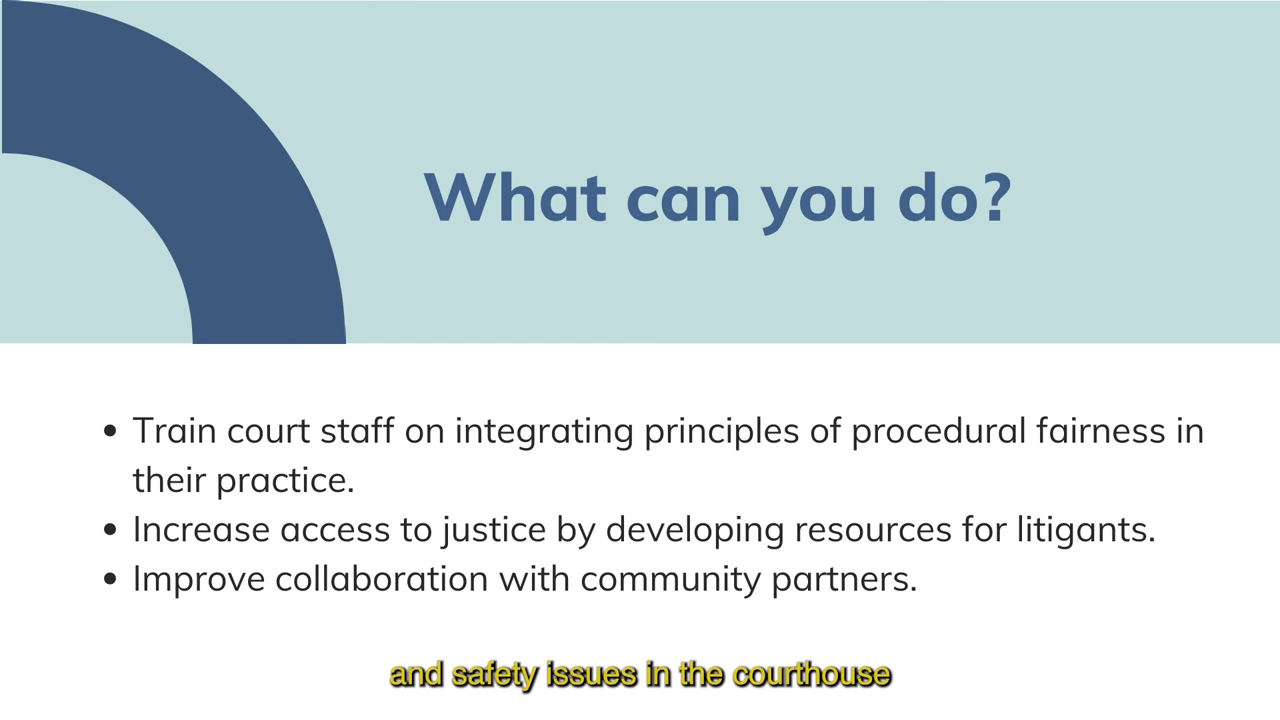 What can you do?
• Train court staff on integrating principles of procedural fairness in
their practice.
• Increase access to justice by developing resources for litigants.
• Improve collaboration with community partners.
and safety issues in the courthouse